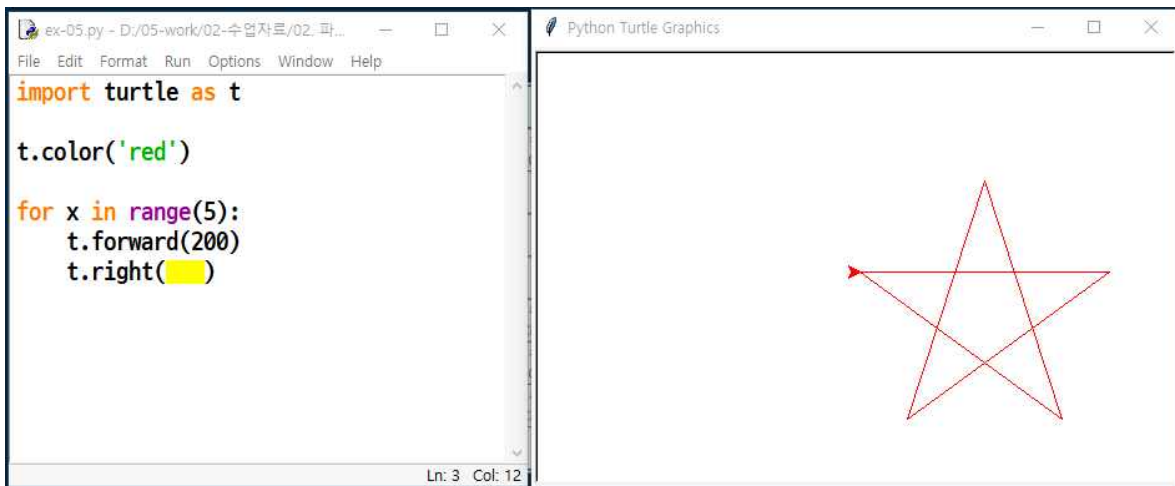 ex-05.py - D:/05-work/02-수업자료/02. 파...
File Edit Format Run Options Window Help
import turtle as t
t.color('red')
for x in range(5):
    t.forward(200)
    t.right(   )
Ln: 3 Col: 12
Python Turtle Graphics